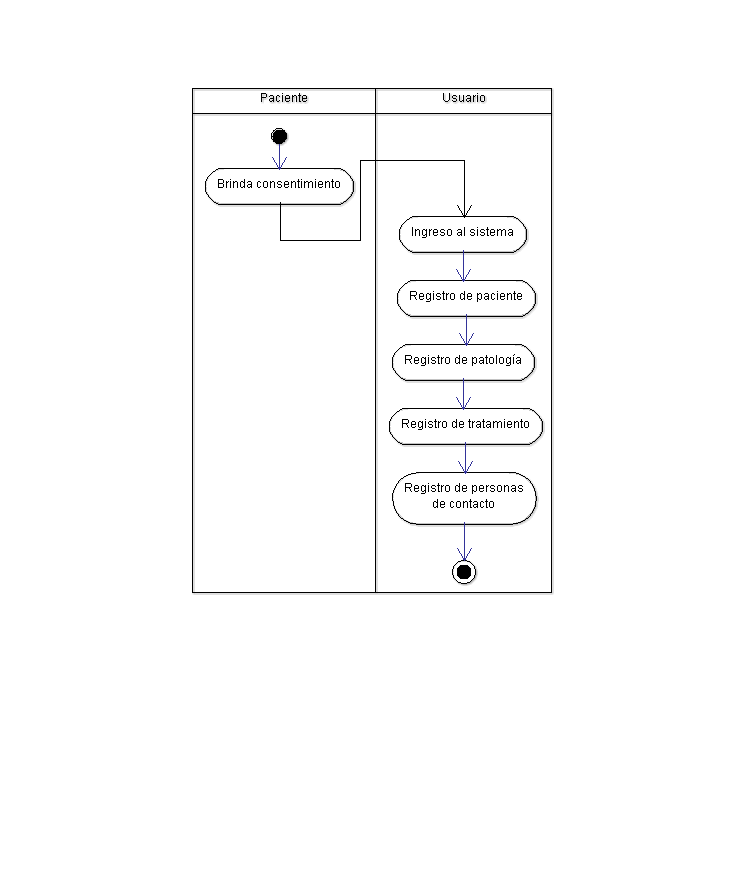 Paciente
Usuario
Brinda consentimiento
Ingreso al sistema
Registro de paciente
Registro de patología
Registro de tratamiento
Registro de personas
de contacto